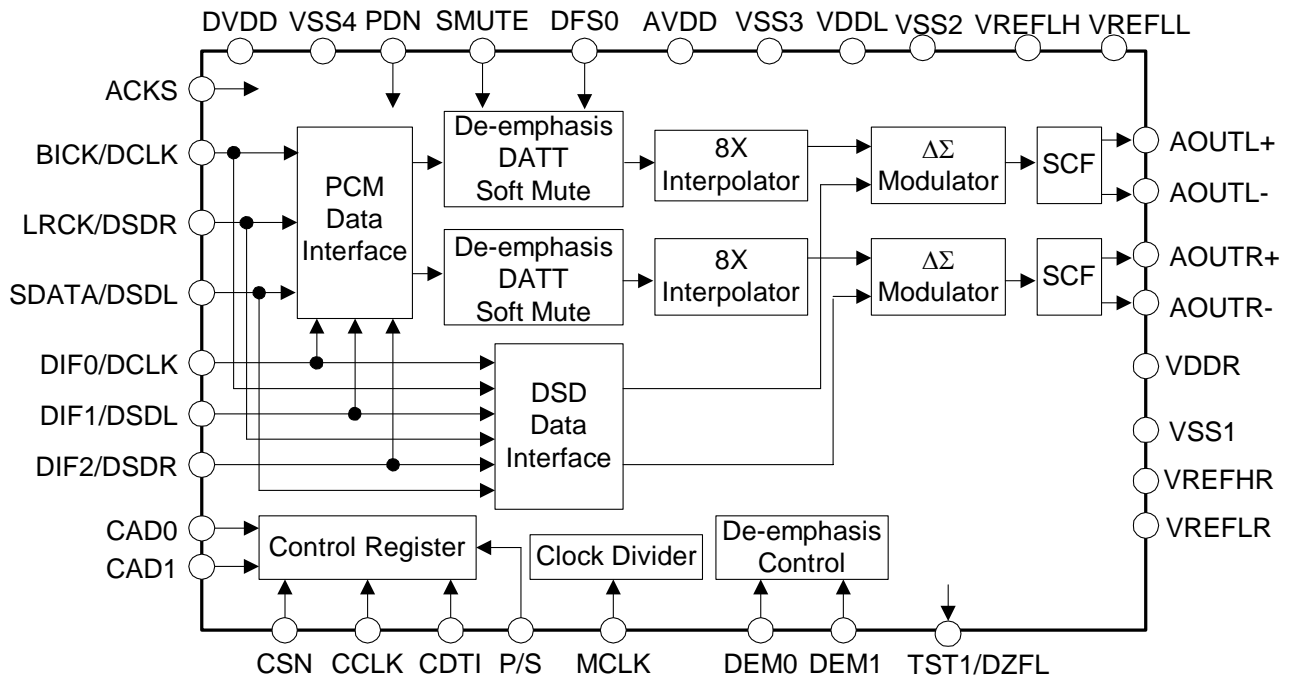 DVDD VSS4 PDN SMUTE DFS0 AVDD VSS3 VDDL VSS2 VREFLH VREFLL
ACKS
BICK/DCLK
LRCK/DSDR
SDATA/DSDL
DIF0/DCLK
DIF1/DSDL
DIF2/DSDR
CAD0
CAD1
PCM
Data
Interface
De-emphasis
DATT
Soft Mute
8X
Interpolator
ΔΣ
Modulator
SCF
De-emphasis
DATT
Soft Mute
8X
Interpolator
ΔΣ
Modulator
SCF
DSD
Data
Interface
Control Register
Clock Divider
De-emphasis
Control
AOUTL+
AOUTL-
AOUTR+
AOUTR-
VDDR
VSS1
VREFHR
VREFLR
CSN CCLK CDTI P/S MCLK DEM0 DEM1 TST1/DZFL